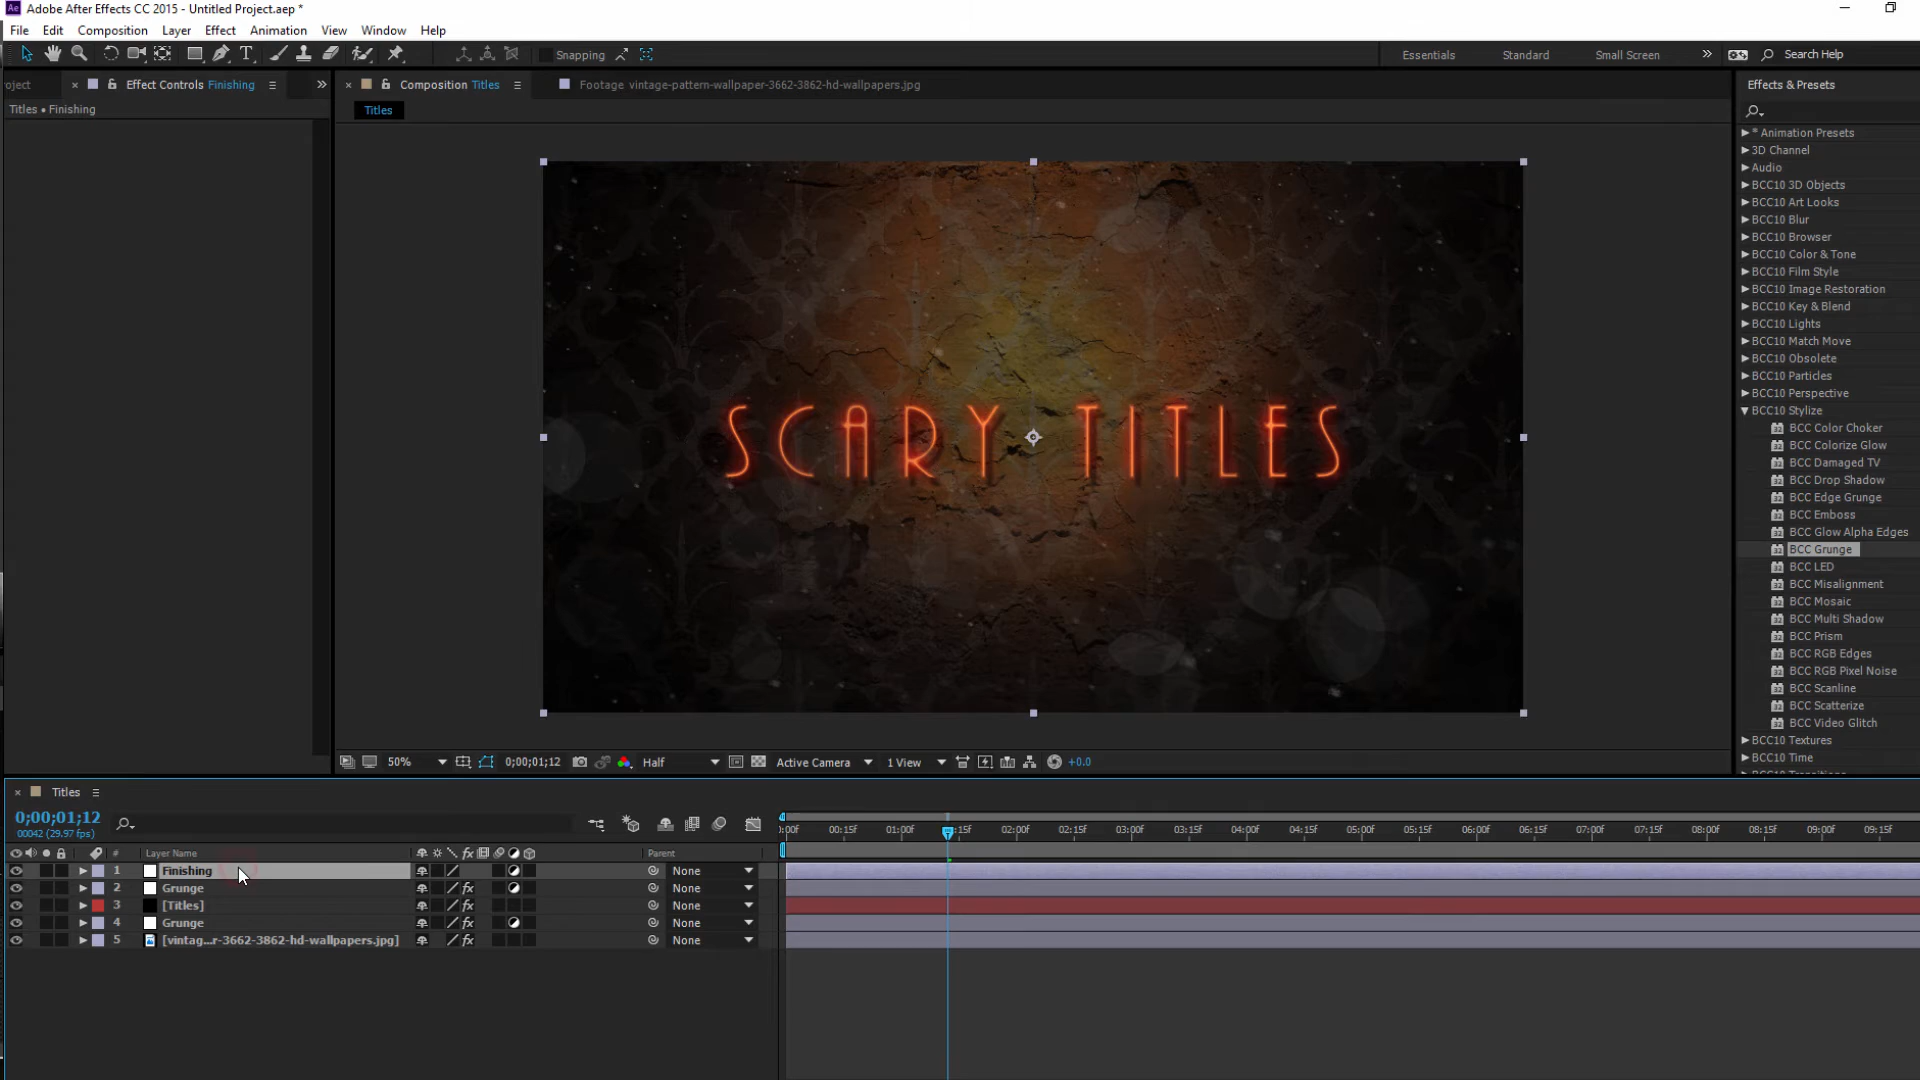 Adobe After Effects CC 2015 - Untitled Project.aep *
File Edit Composition Layer Effect Animation View Window Help
Snapping
Essentials Standard Small Screen » Search Help
oject × Effect Controls Finishing »
× Composition Titles
Footage vintage-pattern-wallpaper-3662-3862-hd-wallpapers.jpg
Effects & Presets
Titles • Finishing
Titles
* Animation Presets
3D Channel
Audio
BCC10 3D Objects
BCC10 Art Looks
BCC10 Blur
BCC10 Browser
BCC10 Color & Tone
BCC10 Film Style
BCC10 Image Restoration
BCC10 Key & Blend
BCC10 Lights
BCC10 Match Move
BCC10 Obsolete
BCC10 Particles
BCC10 Perspective
BCC10 Stylize
BCC Color Choker
BCC Colorize Glow
BCC Damaged TV
BCC Drop Shadow
BCC Edge Grunge
BCC Emboss
BCC Glow Alpha Edges
BCC Grunge
BCC LED
BCC Misalignment
BCC Mosaic
BCC Multi Shadow
BCC Prism
BCC RGB Edges
BCC RGB Pixel Noise
BCC Scanline
BCC Scatterize
BCC Video Glitch
BCC10 Textures
BCC10 Time
SCARY TITLES
50% 0;00;01;12 Half Active Camera 1 View +0.0
× Titles
0;00;01;12
00042 (29.97 fps)
:00f 00:15f 01:00f :15f 02:00f 02:15f 03:00f 03:15f 04:00f 04:15f 05:00f 05:15f 06:00f 06:15f 07:00f 07:15f 08:00f 08:15f 09:00f 09:15f
# Layer Name fx Parent
1 Finishing None
2 Grunge fx None
3 [Titles] fx None
4 Grunge fx None
5 [vintag...r-3662-3862-hd-wallpapers.jpg] fx None